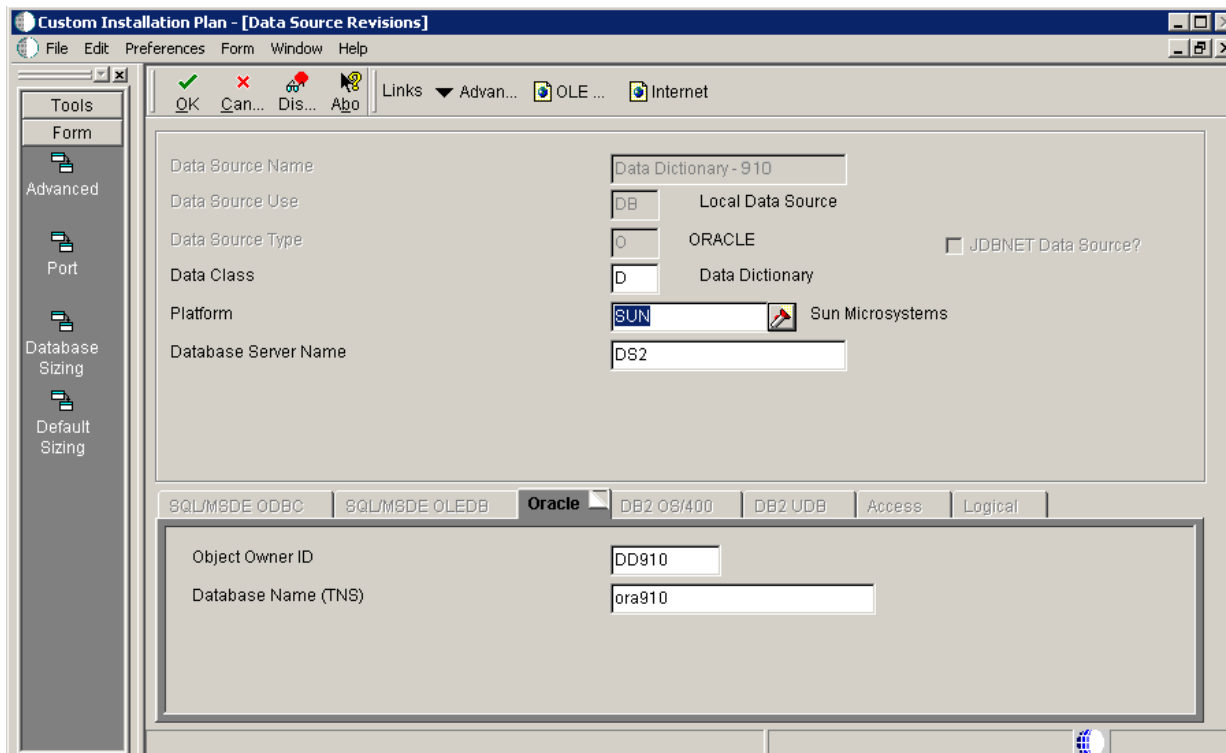 Custom Installation Plan - [Data Source Revisions]
File Edit Preferences Form Window Help
Tools
Form
Advanced
Port
Database
Sizing
Default
Sizing
OK Can... Dis... Abo Links Advan... OLE ... Internet
Data Source Name Data Dictionary - 910
Data Source Use DB Local Data Source
Data Source Type O ORACLE JDBNET Data Source?
Data Class D Data Dictionary
Platform SUN Sun Microsystems
Database Server Name DS2
SQL/MSDE ODBC SQL/MSDE OLEDB Oracle DB2 OS/400 DB2 UDB Access Logical
Object Owner ID DD910
Database Name (TNS) ora910